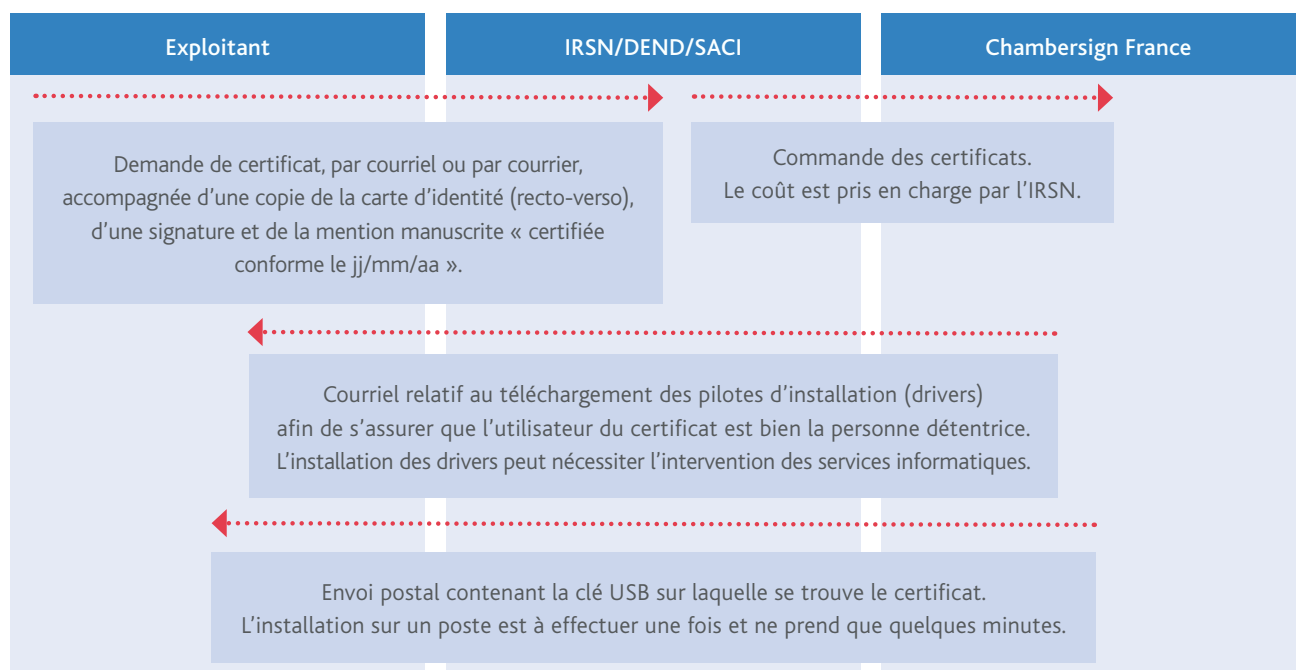 Exploitant
IRSN/DEND/SACI
Chambersign France
Demande de certificat, par courriel ou par courrier,
accompagnée d’une copie de la carte d’identité (recto-verso),
d’une signature et de la mention manuscrite « certifiée
conforme le jj/mm/aa ».
Commande des certificats.
Le coût est pris en charge par l’IRSN.
Courriel relatif au téléchargement des pilotes d’installation (drivers)
afin de s’assurer que l’utilisateur du certificat est bien la personne détentrice.
L’installation des drivers peut nécessiter l’intervention des services informatiques.
Envoi postal contenant la clé USB sur laquelle se trouve le certificat.
L’installation sur un poste est à effectuer une fois et ne prend que quelques minutes.